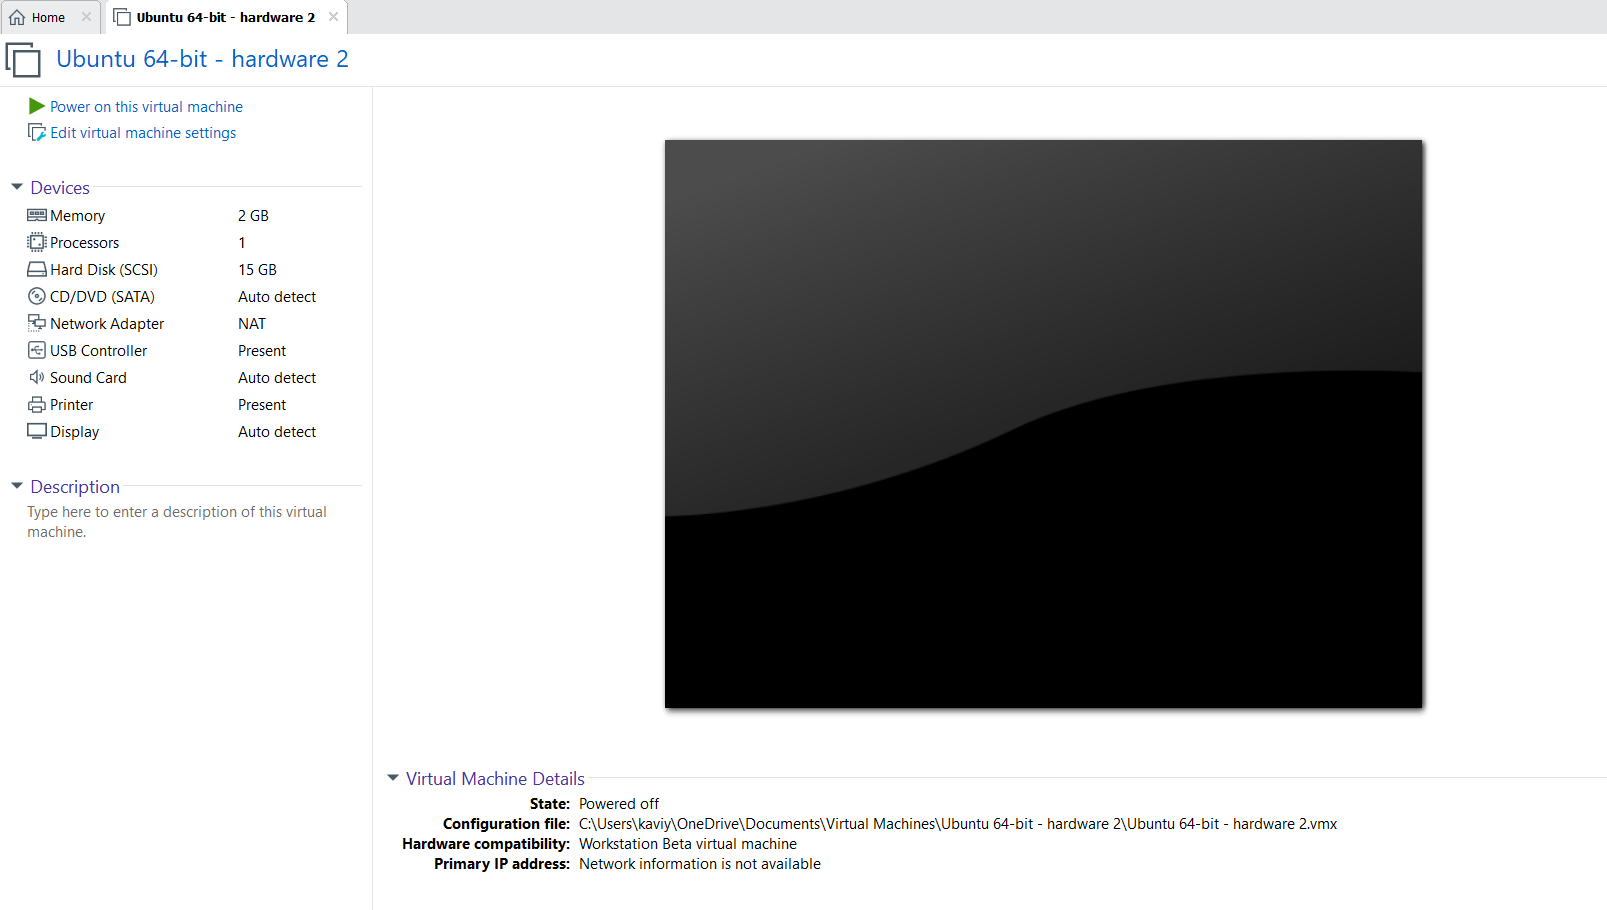 Home
Ubuntu 64-bit - hardware 2
Ubuntu 64-bit - hardware 2
Power on this virtual machine
Edit virtual machine settings
Devices
Memory 2 GB
Processors 1
Hard Disk (SCSI) 15 GB
CD/DVD (SATA) Auto detect
Network Adapter NAT
USB Controller Present
Sound Card Auto detect
Printer Present
Display Auto detect
Description
Type here to enter a description of this virtual
machine.
Virtual Machine Details
State: Powered off
Configuration file: C:\Users\kaviy\OneDrive\Documents\Virtual Machines\Ubuntu 64-bit - hardware 2\Ubuntu 64-bit - hardware 2.vmx
Hardware compatibility: Workstation Beta virtual machine
Primary IP address: Network information is not available